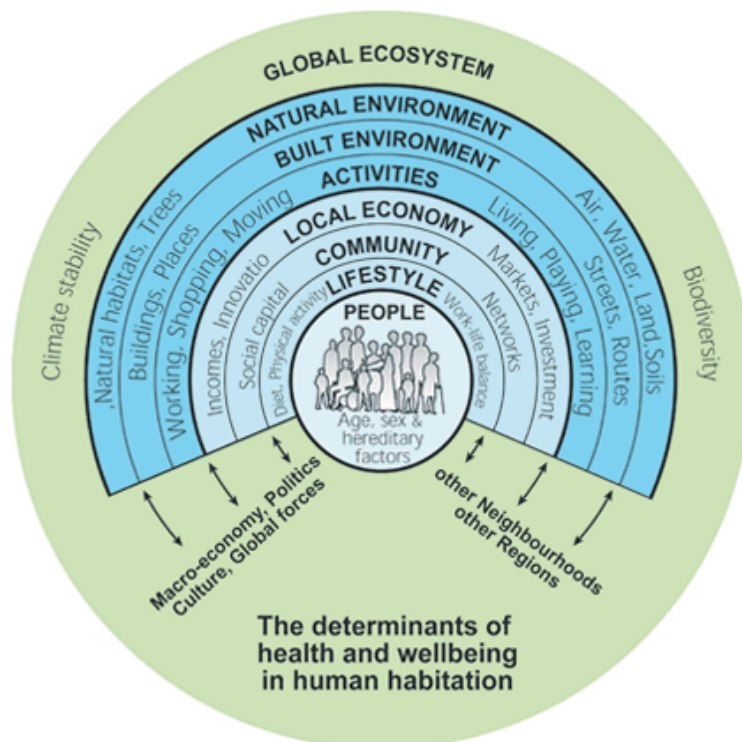 GLOBAL ECOSYSTEM
NATURAL ENVIRONMENT
BUILT ENVIRONMENT
ACTIVITIES
LOCAL ECONOMY
COMMUNITY
LIFESTYLE
PEOPLE
Age, sex &
hereditary
factors
Climate stability
,Natural habitats, Trees
Buildings, Places
Working, Shopping, Moving
Incomes, Innovatio
Social capital
Diet, Physical activity
Work-life balance
Networks
Markets, Investment
Living, Playing, Learning
Streets, Routes
Air, Water, Land,Soils
Biodiversity
Macro-economy, Politics
Culture, Global forces
other Neighbourhoods
other Regions
The determinants of
health and wellbeing
in human habitation